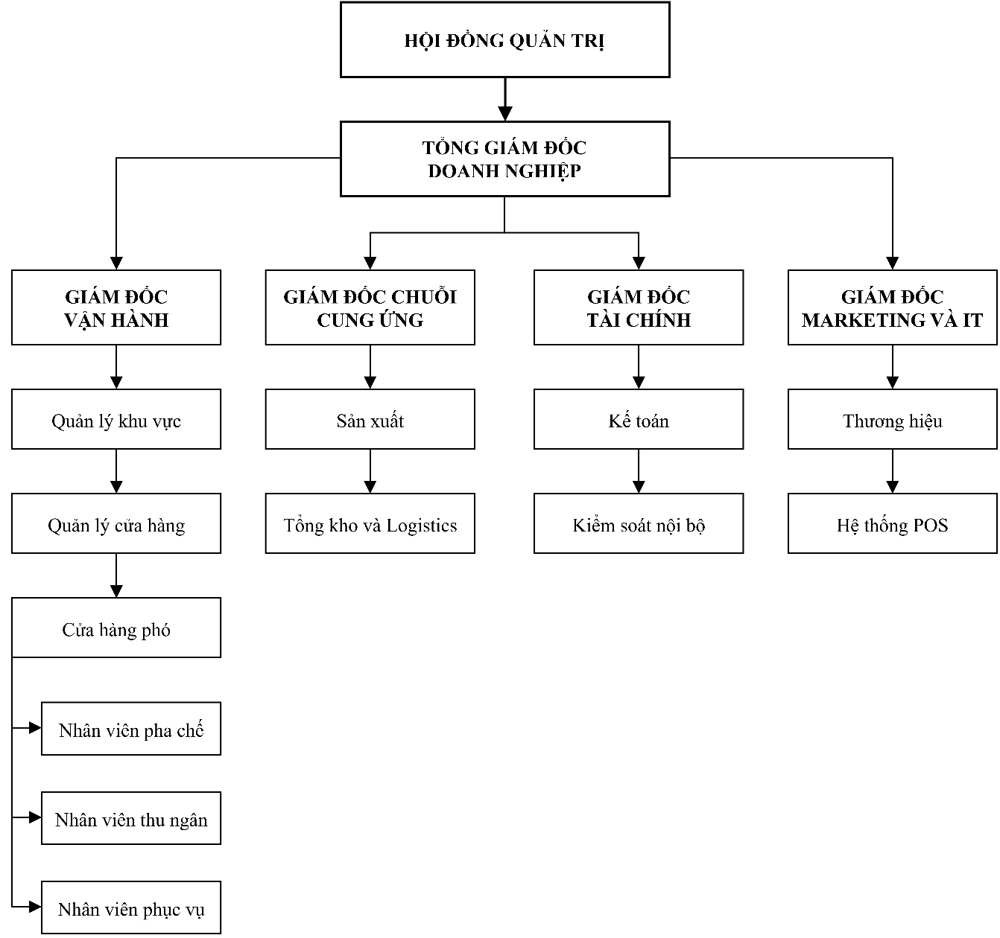 HỘI ĐỒNG QUẢN TRỊ
TỔNG GIÁM ĐỐC
DOANH NGHIỆP
GIÁM ĐỐC
VẬN HÀNH
GIÁM ĐỐC CHUỖI
CUNG ỨNG
GIÁM ĐỐC
TÀI CHÍNH
GIÁM ĐỐC
MARKETING VÀ IT
Quản lý khu vực
Sản xuất
Kế toán
Thương hiệu
Quản lý cửa hàng
Tổng kho và Logistics
Kiểm soát nội bộ
Hệ thống POS
Cửa hàng phó
Nhân viên pha chế
Nhân viên thu ngân
Nhân viên phục vụ